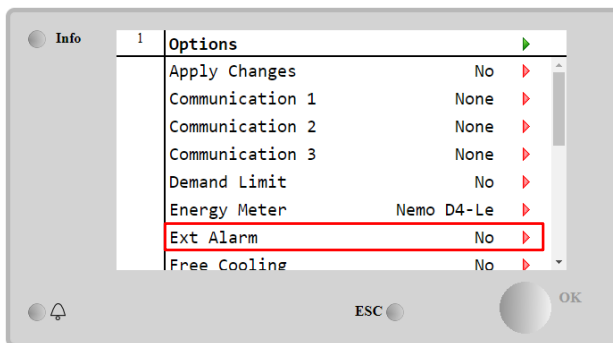 Info
1 Options
Apply Changes No
Communication 1 None
Communication 2 None
Communication 3 None
Demand Limit No
Energy Meter Nemo D4-Le
Ext Alarm No
Free Cooling No
ESC
OK